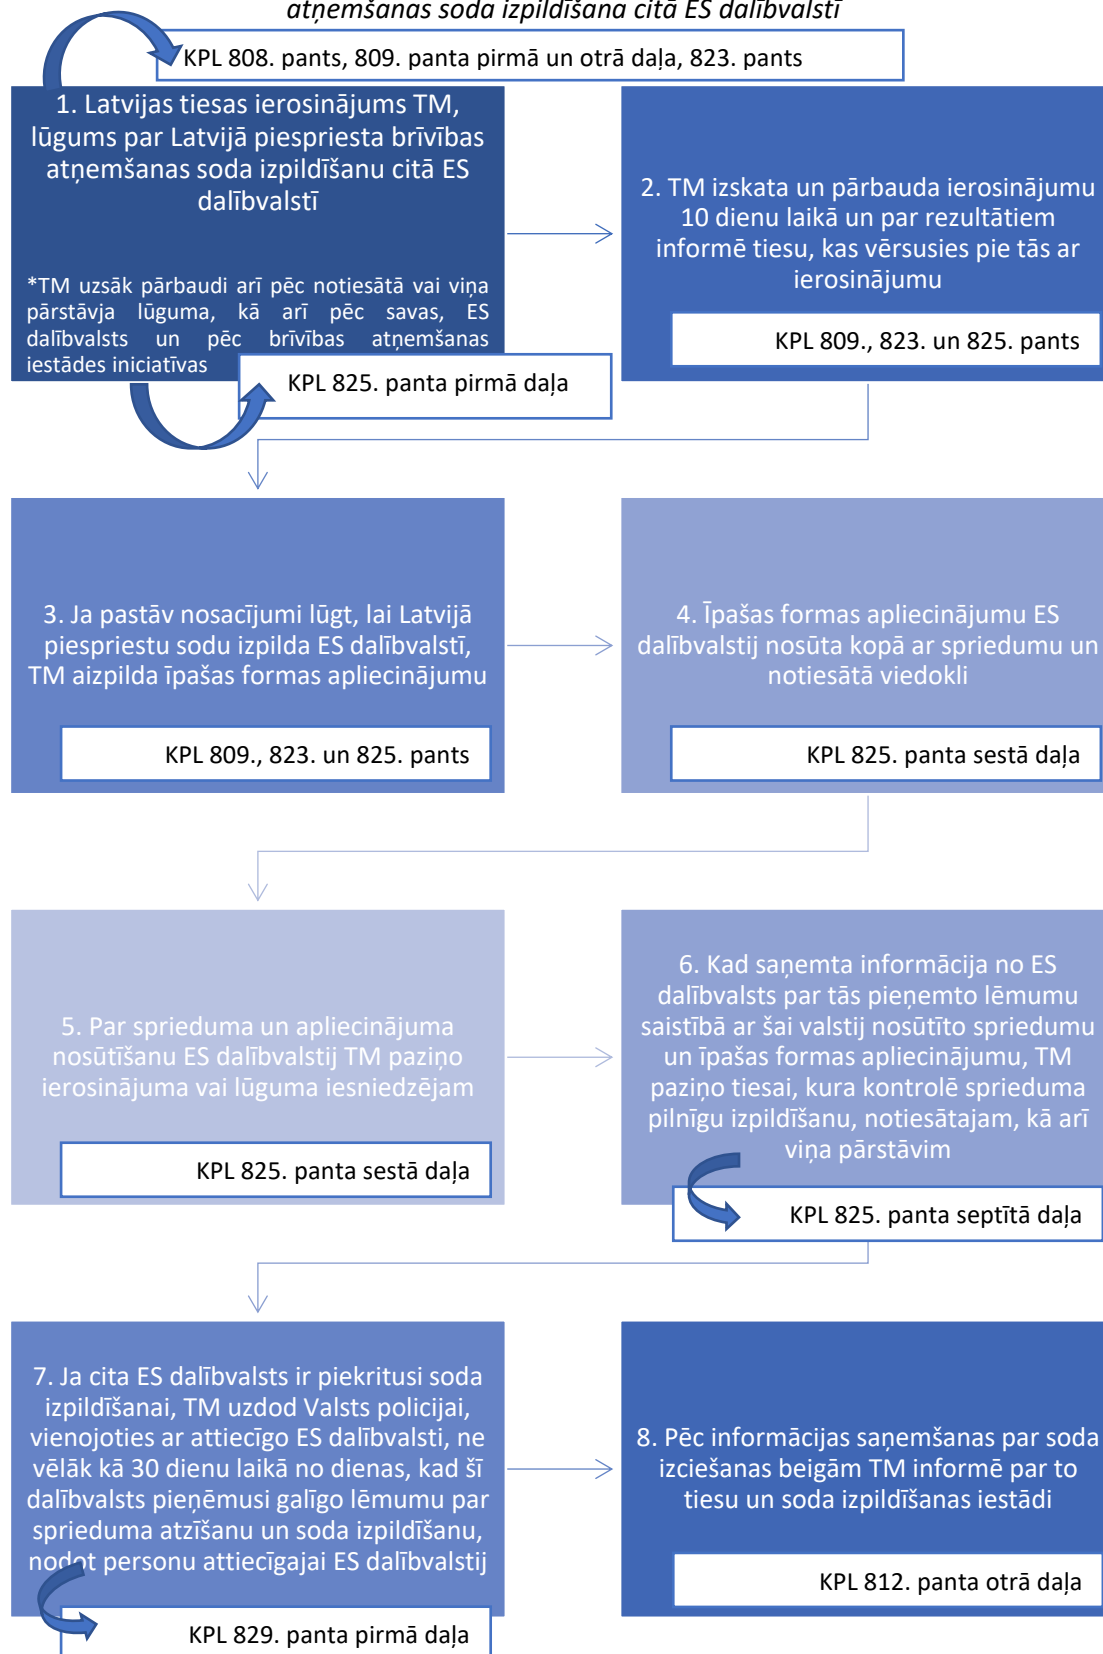 atņemšanas soda izpildīšana citā ES dalībvalstī
KPL 808. pants, 809. panta pirmā un otrā daļa, 823. pants
1. Latvijas tiesas ierosinājums TM,
lūgums par Latvijā piespriesta brīvības
atņemšanas soda izpildīšanu citā ES
dalībvalstī
*TM uzsāk pārbaudi arī pēc notiesātā vai viņa
pārstāvja lūguma, kā arī pēc savas, ES
dalībvalsts un pēc brīvības atņemšanas
iestādes iniciatīvas
KPL 825. panta pirmā daļa
2. TM izskata un pārbauda ierosinājumu
10 dienu laikā un par rezultātiem
informē tiesu, kas vērsusies pie tās ar
ierosinājumu
KPL 809., 823. un 825. pants
3. Ja pastāv nosacījumi lūgt, lai Latvijā
piespriestu sodu izpilda ES dalībvalstī,
TM aizpilda īpašas formas apliecinājumu
KPL 809., 823. un 825. pants
4. Īpašas formas apliecinājumu ES
dalībvalstij nosūta kopā ar spriedumu un
notiesātā viedokli
KPL 825. panta sestā daļa
5. Par sprieduma un apliecinājuma
nosūtīšanu ES dalībvalstij TM paziņo
ierosinājuma vai lūguma iesniedzējam
KPL 825. panta sestā daļa
6. Kad saņemta informācija no ES
dalībvalsts par tās pieņemto lēmumu
saistībā ar šai valstij nosūtīto spriedumu
un īpašas formas apliecinājumu, TM
paziņo tiesai, kura kontrolē sprieduma
pilnīgu izpildīšanu, notiesātajam, kā arī
viņa pārstāvim
KPL 825. panta septītā daļa
7. Ja cita ES dalībvalsts ir piekritusi soda
izpildīšanai, TM uzdod Valsts policijai,
vienojoties ar attiecīgo ES dalībvalsti, ne
vēlāk kā 30 dienu laikā no dienas, kad šī
dalībvalsts pieņēmusi galīgo lēmumu par
sprieduma atzīšanu un soda izpildīšanu,
nodot personu attiecīgajai ES dalībvalstij
KPL 829. panta pirmā daļa
8. Pēc informācijas saņemšanas par soda
izciešanas beigām TM informē par to
tiesu un soda izpildīšanas iestādi
KPL 812. panta otrā daļa